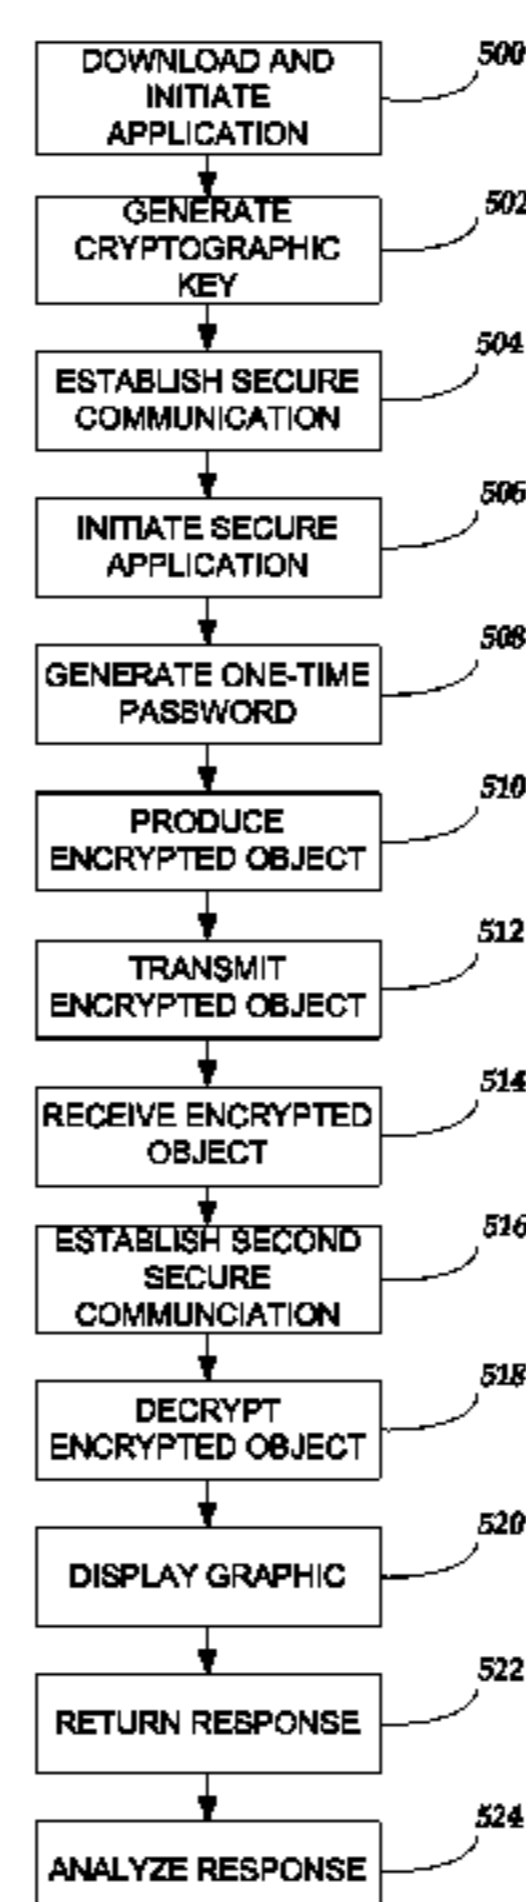 DOWNLOAD AND
INITIATE
APPLICATION
500
GENERATE
CRYPTOGRAPHIC
KEY
502
ESTABLISH SECURE
COMMUNICATION
504
INITIATE SECURE
APPLICATION
506
GENERATE ONE-TIME
PASSWORD
508
PRODUCE
ENCRYPTED OBJECT
510
TRANSMIT
ENCRYPTED OBJECT
512
RECEIVE ENCRYPTED
OBJECT
514
ESTABLISH SECOND
SECURE
COMMUNCIATION
516
DECRYPT
ENCRYPTED OBJECT
518
DISPLAY GRAPHIC
520
RETURN RESPONSE
522
ANALYZE RESPONSE
524